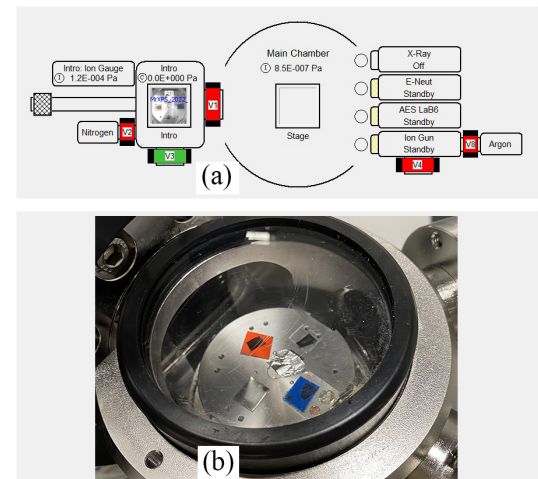 Intro: Ion Gauge
I 1.2E-004 Pa
Intro
C 0.0E+000 Pa
MrXPS_2022_
Intro
Nitrogen
V2
V3
V1
Main Chamber
I 8.5E-007 Pa
Stage
X-Ray
Off
E-Neut
Standby
AES LaB6
Standby
Ion Gun
Standby
V4
V8
Argon
(a)
(b)